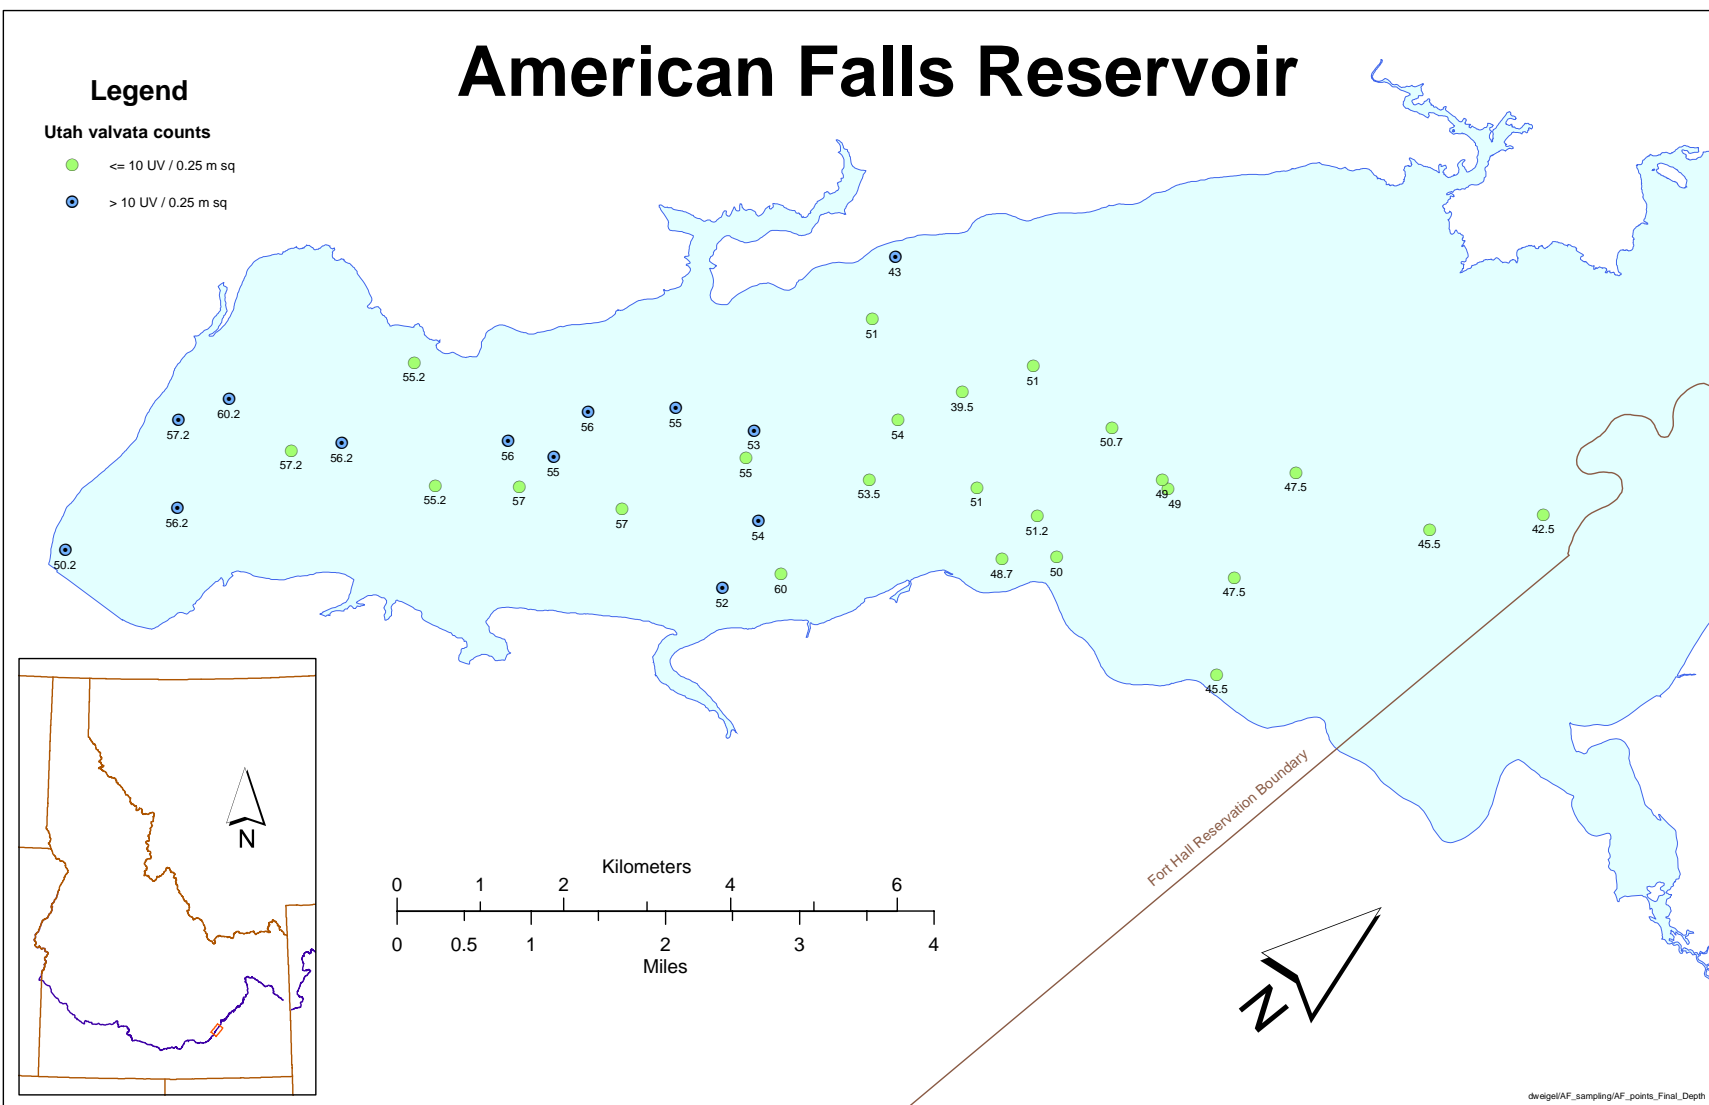 American Falls Reservoir
Legend
Utah valvata counts
<= 10 UV / 0.25 m sq
> 10 UV / 0.25 m sq
43
51
55.2
51
39.5
60.2
57.2
56
55
54
50.7
53
57.2
56.2
56
55
55
53.5
51
49
49
47.5
55.2
57
57
56.2
54
51.2
45.5
42.5
50.2
52
60
48.7
50
47.5
45.5
Fort Hall Reservation Boundary
N
Kilometers
0 1 2 4 6
0 0.5 1 2 3 4
Miles
N
dweigel/AF_sampling/AF_points_Final_Depth